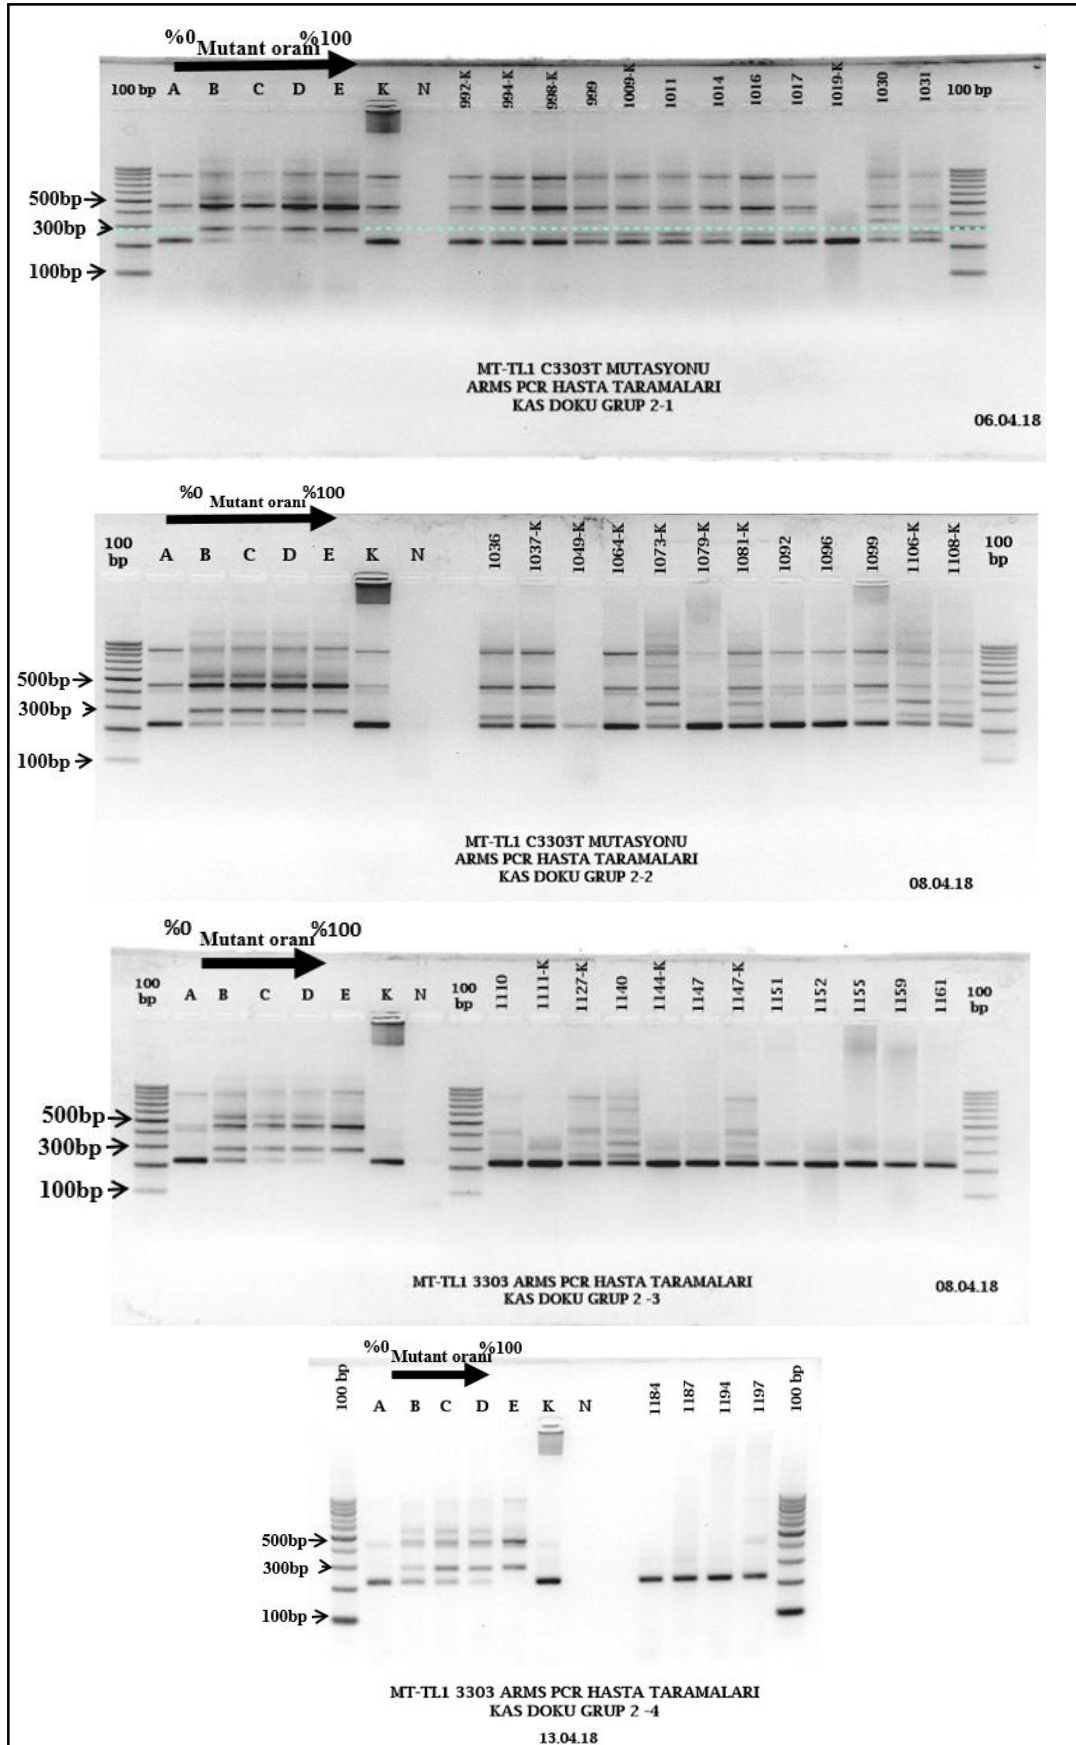 %0 Mutant oranı %100
100 bp A B C D E K N 992-K 994-K 998-K 999 1009-K 1011 1014 1016 1017 1019-K 1030 1031 100 bp
500bp
300bp
100bp
MT-TL1 C3303T MUTASYONU
ARMS PCR HASTA TARAMALARI
KAS DOKU GRUP 2-1
06.04.18
%0 Mutant oranı %100
100 bp A B C D E K N 1036 1037-K 1049-K 1064-K 1073-K 1079-K 1081-K 1092 1096 1099 1106-K 1108-K 100 bp
500bp
300bp
100bp
MT-TL1 C3303T MUTASYONU
ARMS PCR HASTA TARAMALARI
KAS DOKU GRUP 2-2
08.04.18
%0 Mutant oranı %100
100 bp A B C D E K N 100 bp 1110 1111-K 1127-K 1140 1144-K 1147 1147-K 1151 1152 1155 1159 1161 100 bp
500bp
300bp
100bp
MT-TL1 3303 ARMS PCR HASTA TARAMALARI
KAS DOKU GRUP 2 -3
08.04.18
%0 Mutant oranı %100
100 bp A B C D E K N 1184 1187 1194 1197 100 bp
500bp
300bp
100bp
MT-TL1 3303 ARMS PCR HASTA TARAMALARI
KAS DOKU GRUP 2 -4
13.04.18